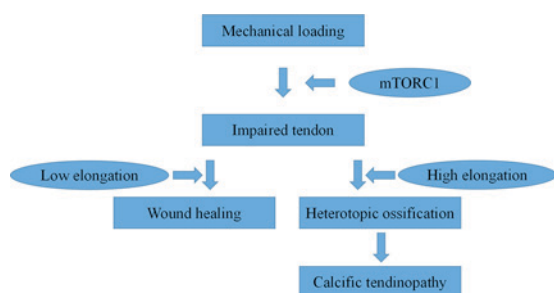 Mechanical loading
mTORC1
Impaired tendon
Low elongation
High elongation
Wound healing
Heterotopic ossification
Calcific tendinopathy